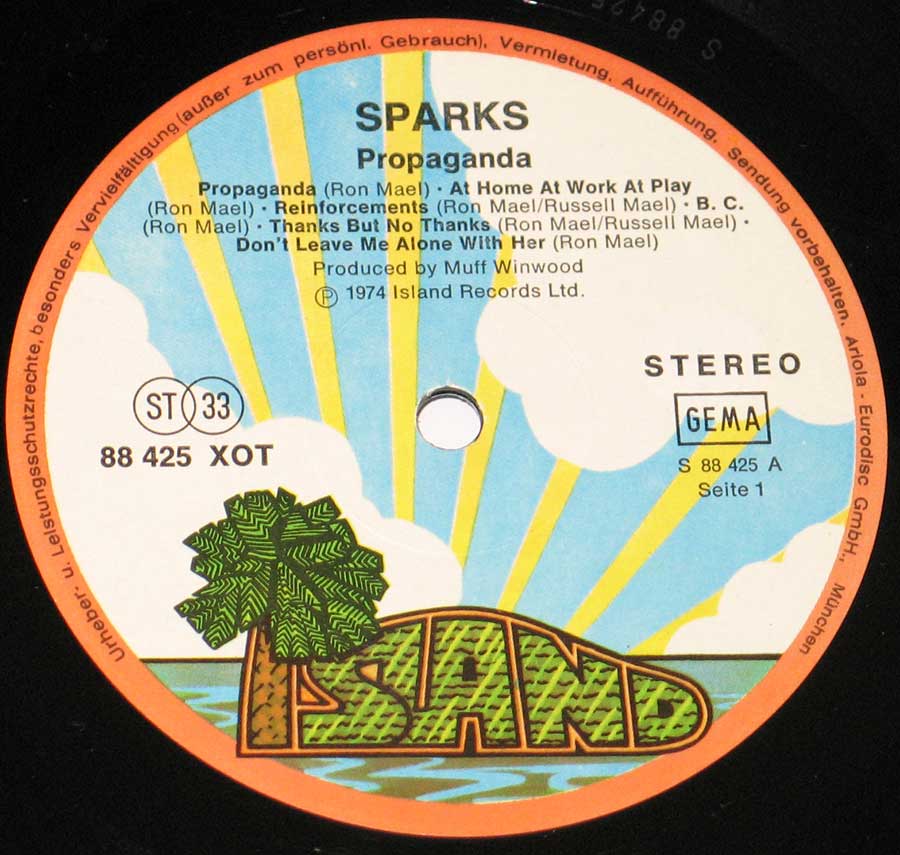 Urheber- u. Leistungsschutzrechte, besonders Vervielfältigung (außer zum persönl. Gebrauch), Vermietung, Aufführung, Sendung vorbehalten. Ariola - Eurodisc GmbH., München
SPARKS
Propaganda
Propaganda (Ron Mael) · At Home At Work At Play
(Ron Mael) · Reinforcements (Ron Mael/Russell Mael) · B. C.
(Ron Mael) · Thanks But No Thanks (Ron Mael/Russell Mael) ·
Don't Leave Me Alone With Her (Ron Mael)
Produced by Muff Winwood
Ⓟ 1974 Island Records Ltd.
STEREO
ST 33
GEMA
88 425 XOT
S 88 425 A
Seite 1
ISLAND